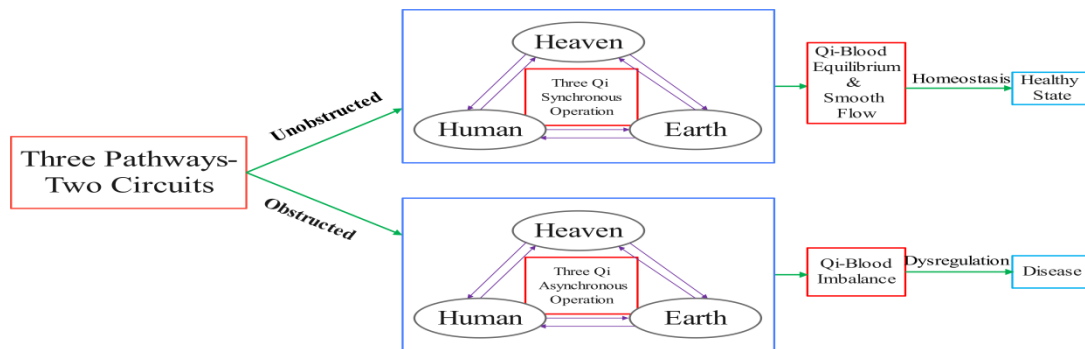 Three Pathways-
Two Circuits
Unobstructed
Heaven
Three Qi
Synchronous
Operation
Human
Earth
Qi-Blood
Equilibrium
&
Smooth
Flow
Homeostasis
Healthy
State
Obstructed
Heaven
Three Qi
Asynchronous
Operation
Human
Earth
Qi-Blood
Imbalance
Dysregulation
Disease